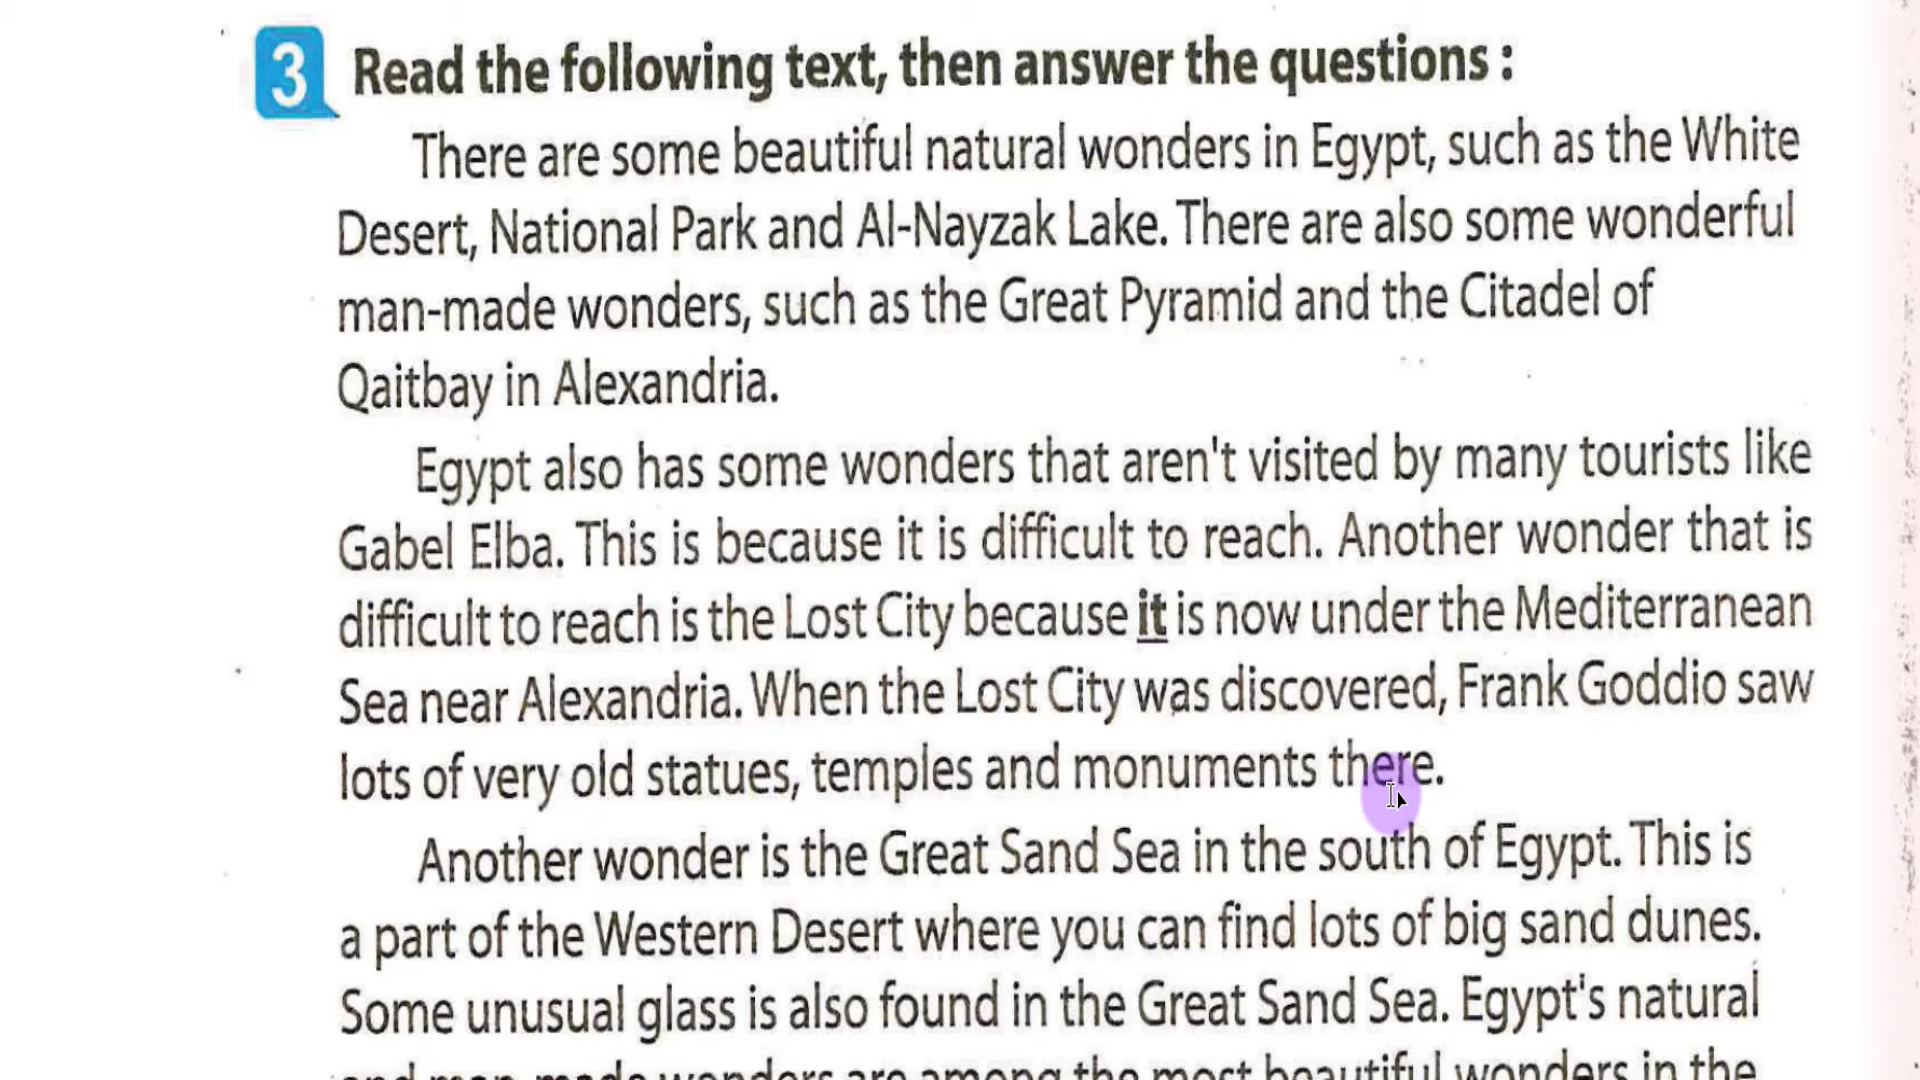 3 Read the following text, then answer the questions :
There are some beautiful natural wonders in Egypt, such as the White
Desert, National Park and Al-Nayzak Lake. There are also some wonderful
man-made wonders, such as the Great Pyramid and the Citadel of
Qaitbay in Alexandria.
Egypt also has some wonders that aren't visited by many tourists like
Gabel Elba. This is because it is difficult to reach. Another wonder that is
difficult to reach is the Lost City because it is now under the Mediterranean
Sea near Alexandria. When the Lost City was discovered, Frank Goddio saw
lots of very old statues, temples and monuments there.
Another wonder is the Great Sand Sea in the south of Egypt. This is
a part of the Western Desert where you can find lots of big sand dunes.
Some unusual glass is also found in the Great Sand Sea. Egypt's natural
and man-made wonders are among the most beautiful wonders in the